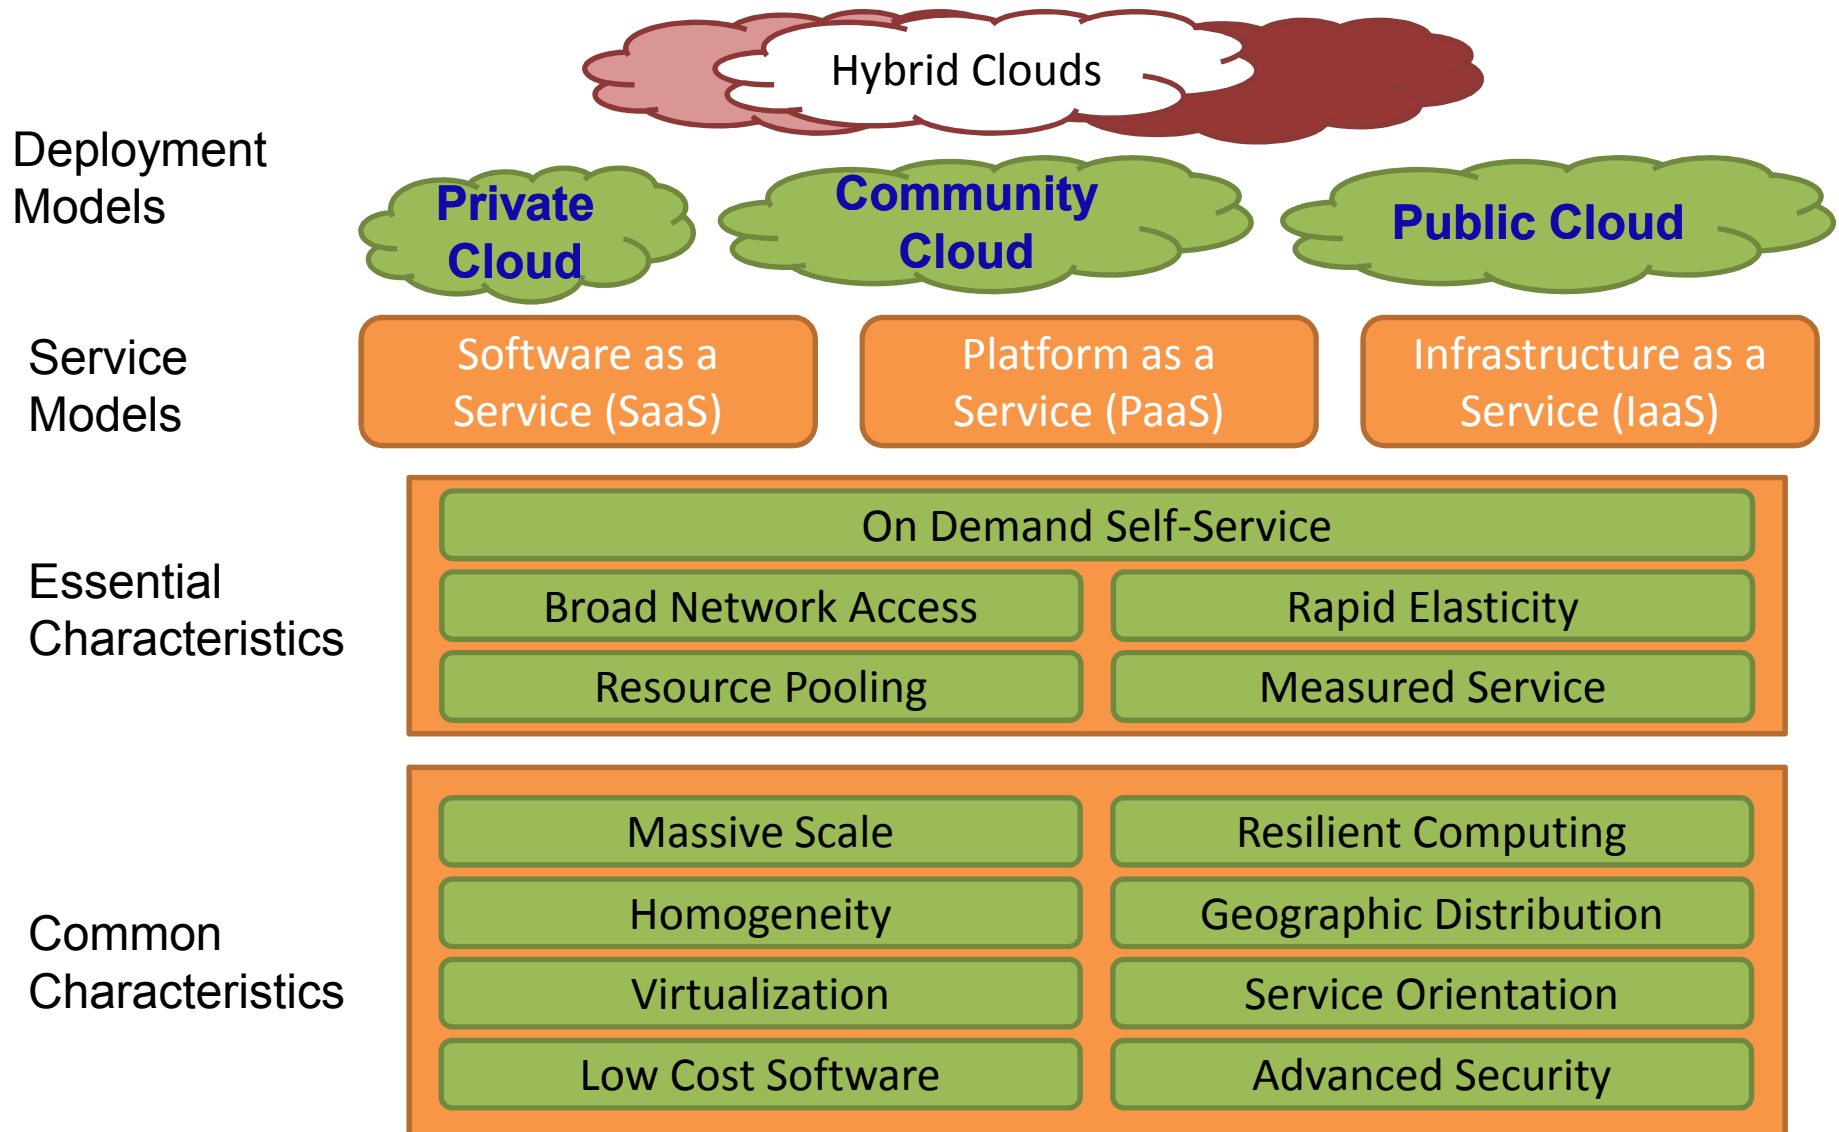 Hybrid Clouds
Deployment
Models
Private
Cloud
Community
Cloud
Public Cloud
Service
Models
Software as a
Service (SaaS)
Platform as a
Service (PaaS)
Infrastructure as a
Service (IaaS)
Essential
Characteristics
On Demand Self-Service
Broad Network Access
Rapid Elasticity
Resource Pooling
Measured Service
Common
Characteristics
Massive Scale
Resilient Computing
Homogeneity
Geographic Distribution
Virtualization
Service Orientation
Low Cost Software
Advanced Security